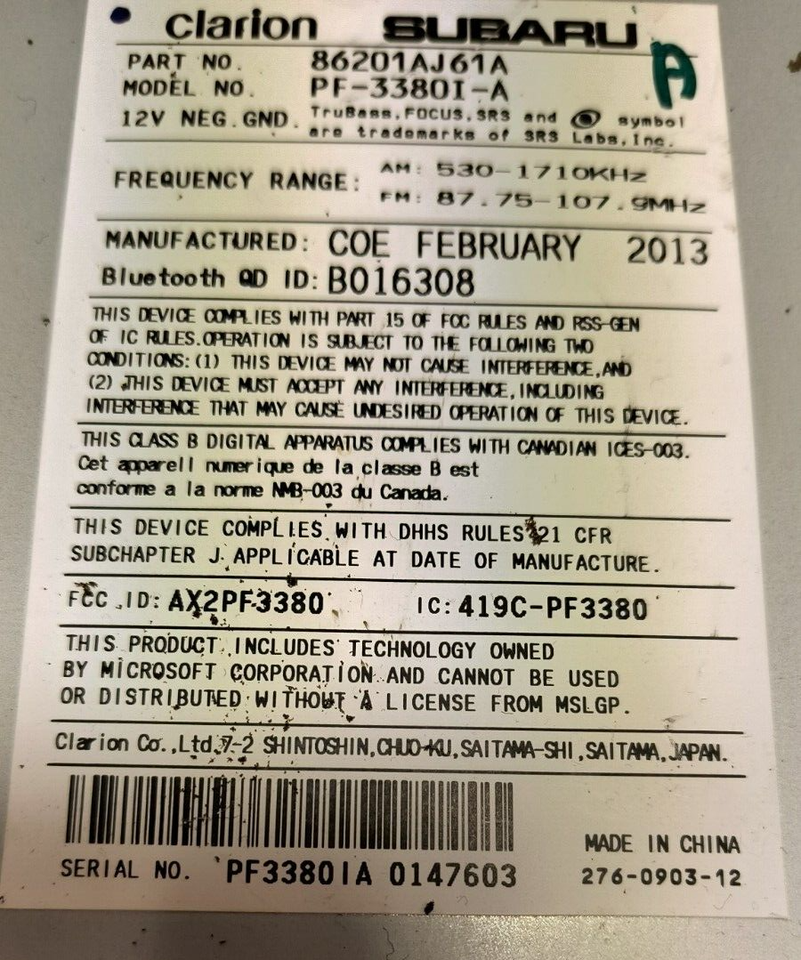 clarion SUBARU
A
PART NO. 86201AJ61A
MODEL NO. PF-3380I-A
12V NEG.GND. TruBass, FOCUS, SRS and symbol
are trademarks of SRS Labs, Inc.
FREQUENCY RANGE: AM: 530-1710KHz
FM: 87.75-107.9MHz
MANUFACTURED: COE FEBRUARY 2013
Bluetooth QD ID: B016308
THIS DEVICE COMPLIES WITH PART 15 OF FCC RULES AND RSS-GEN
OF IC RULES. OPERATION IS SUBJECT TO THE FOLLOWING TWO
CONDITIONS: (1) THIS DEVICE MAY NOT CAUSE INTERFERENCE, AND
(2) THIS DEVICE MUST ACCEPT ANY INTERFERENCE, INCLUDING
INTERFERENCE THAT MAY CAUSE UNDESIRED OPERATION OF THIS DEVICE.
THIS CLASS B DIGITAL APPARATUS COMPLIES WITH CANADIAN ICES-003.
Cet appareil numerique de la classe B est
conforme a la norme NMB-003 du Canada.
THIS DEVICE COMPLIES WITH DHHS RULES 21 CFR
SUBCHAPTER J APPLICABLE AT DATE OF MANUFACTURE.
FCC ID: AX2PF3380 IC: 419C-PF3380
THIS PRODUCT INCLUDES TECHNOLOGY OWNED
BY MICROSOFT CORPORATION AND CANNOT BE USED
OR DISTRIBUTED WITHOUT A LICENSE FROM MSLGP.
Clarion Co., Ltd. 7-2 SHINTOSHIN, CHUO-KU, SAITAMA-SHI, SAITAMA, JAPAN.
MADE IN CHINA
SERIAL NO. PF3380IA 0147603 276-0903-12